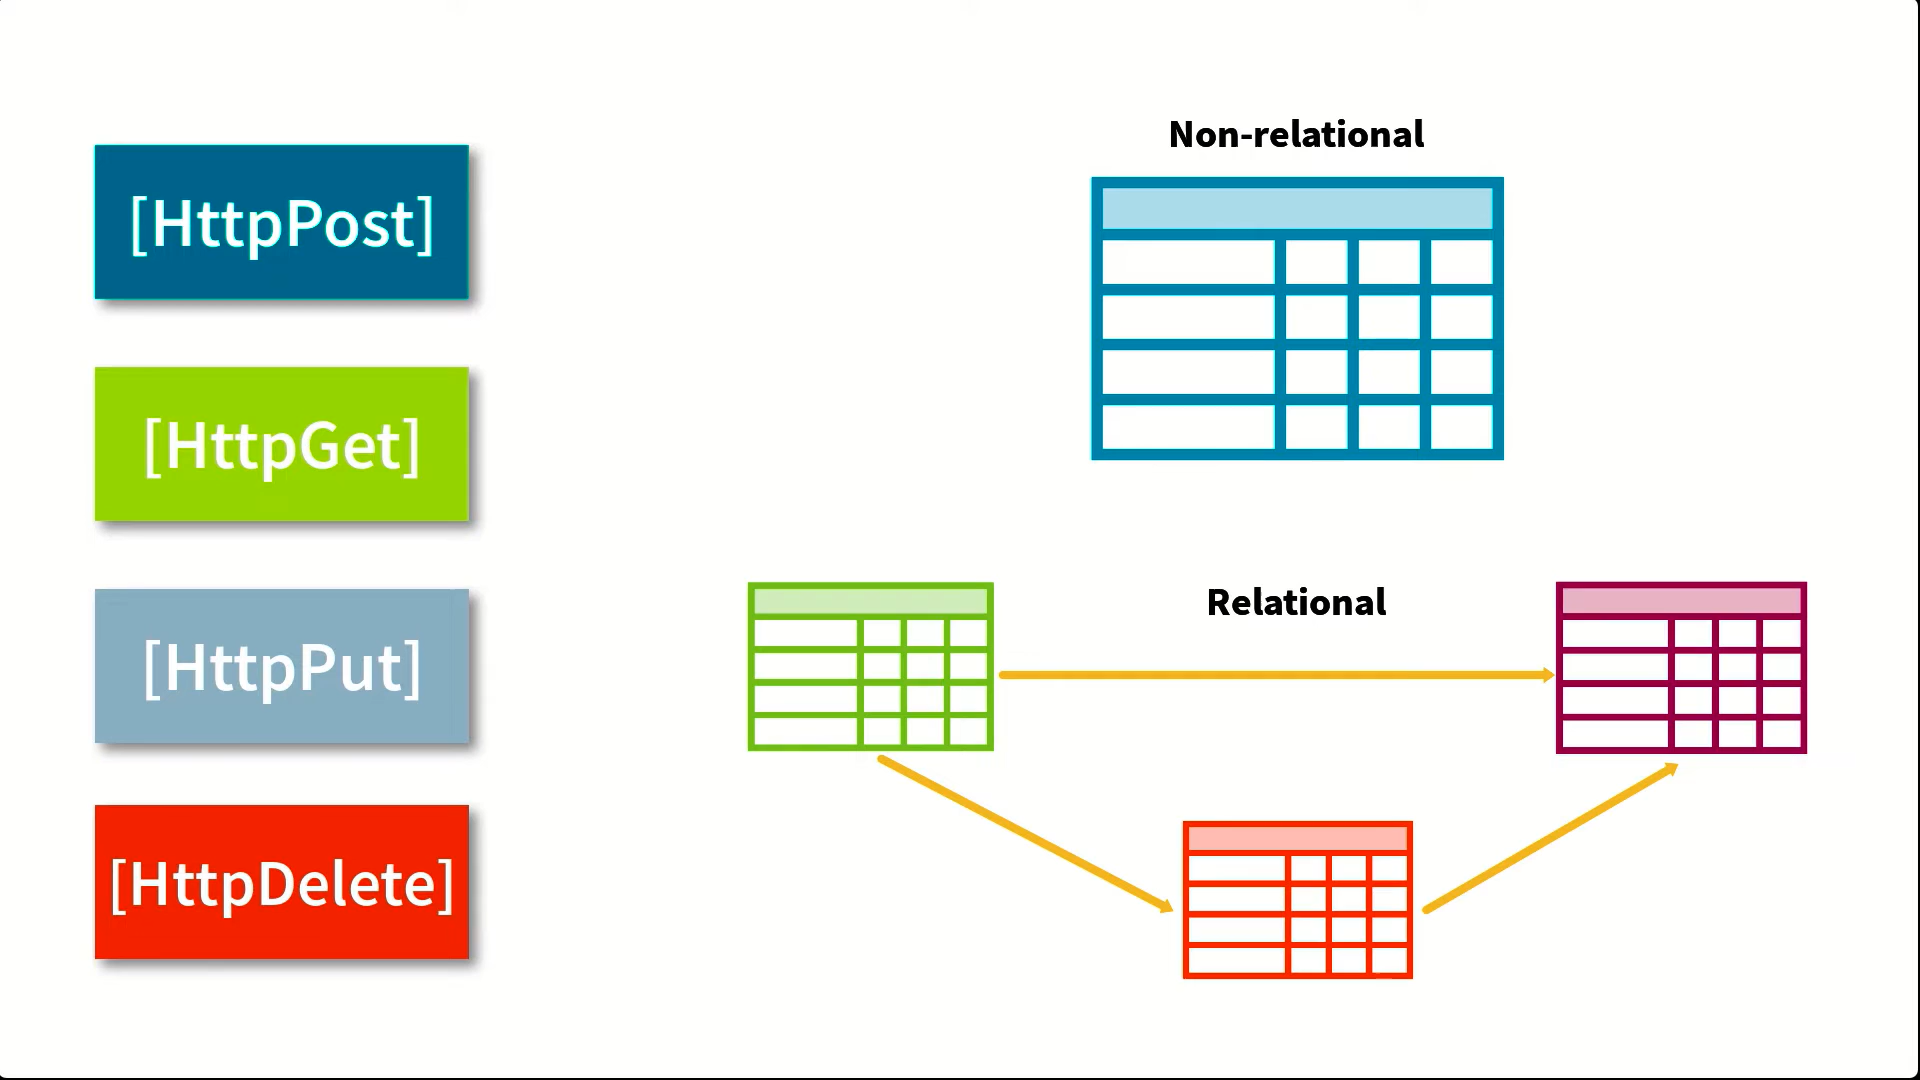 [HttpPost]
[HttpGet]
[HttpPut]
[HttpDelete]
Non-relational
Relational